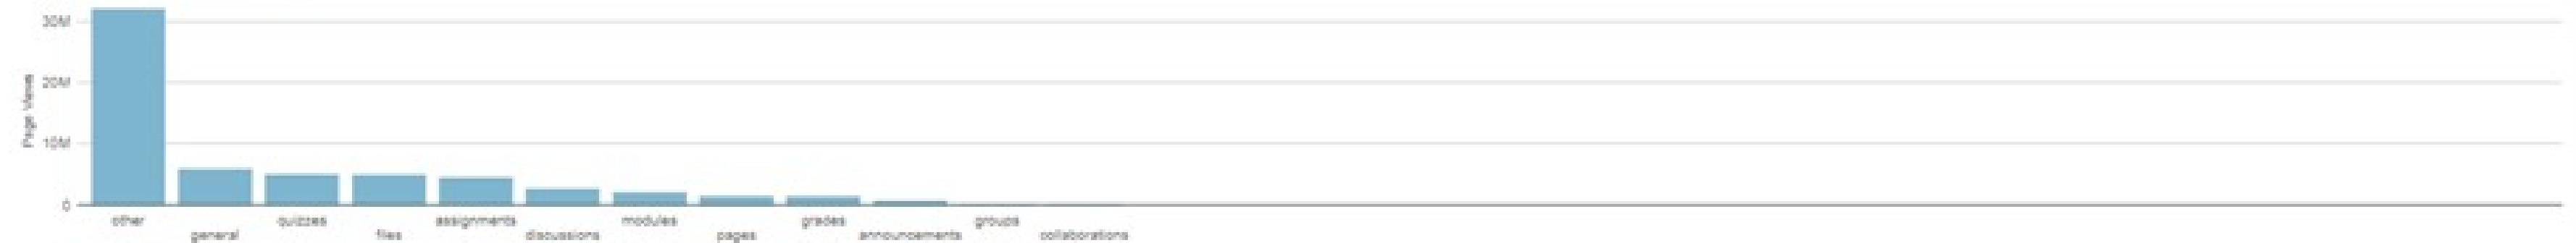 30M
20M
10M
0
Page Views
other
general
quizzes
files
assignments
discussions
modules
pages
grades
announcements
groups
collaborations